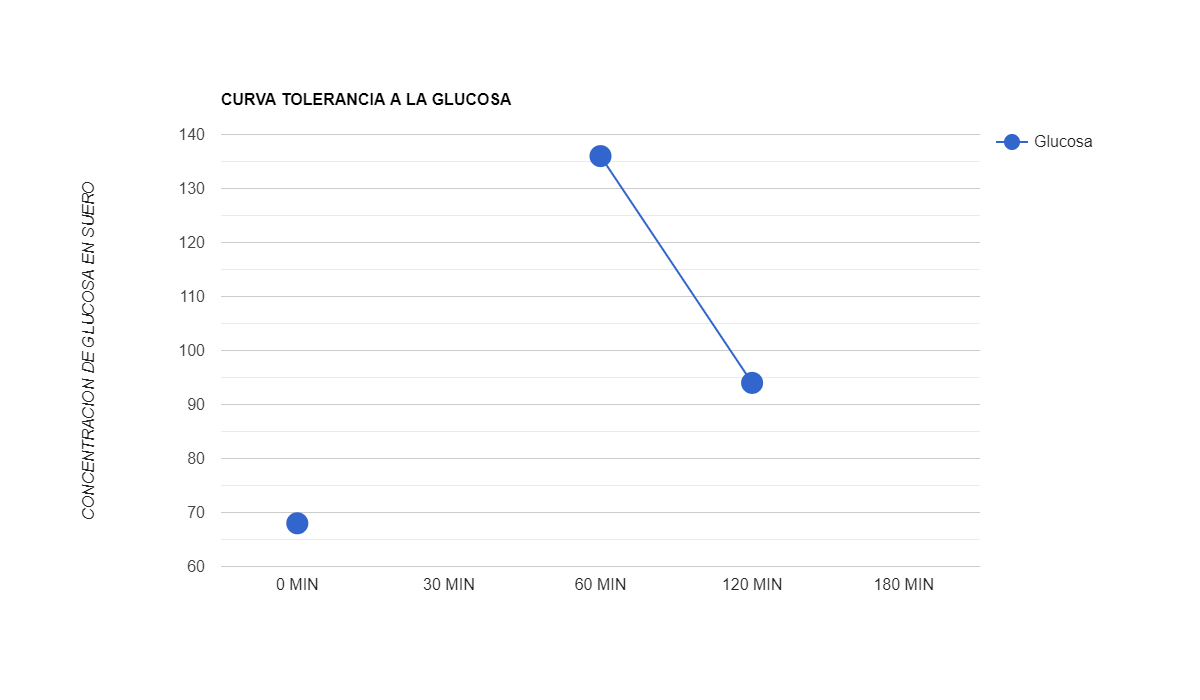 CURVA TOLERANCIA A LA GLUCOSA
Glucosa
CONCENTRACION DE GLUCOSA EN SUERO
140
130
120
110
100
90
80
70
60
0 MIN 30 MIN 60 MIN 120 MIN 180 MIN